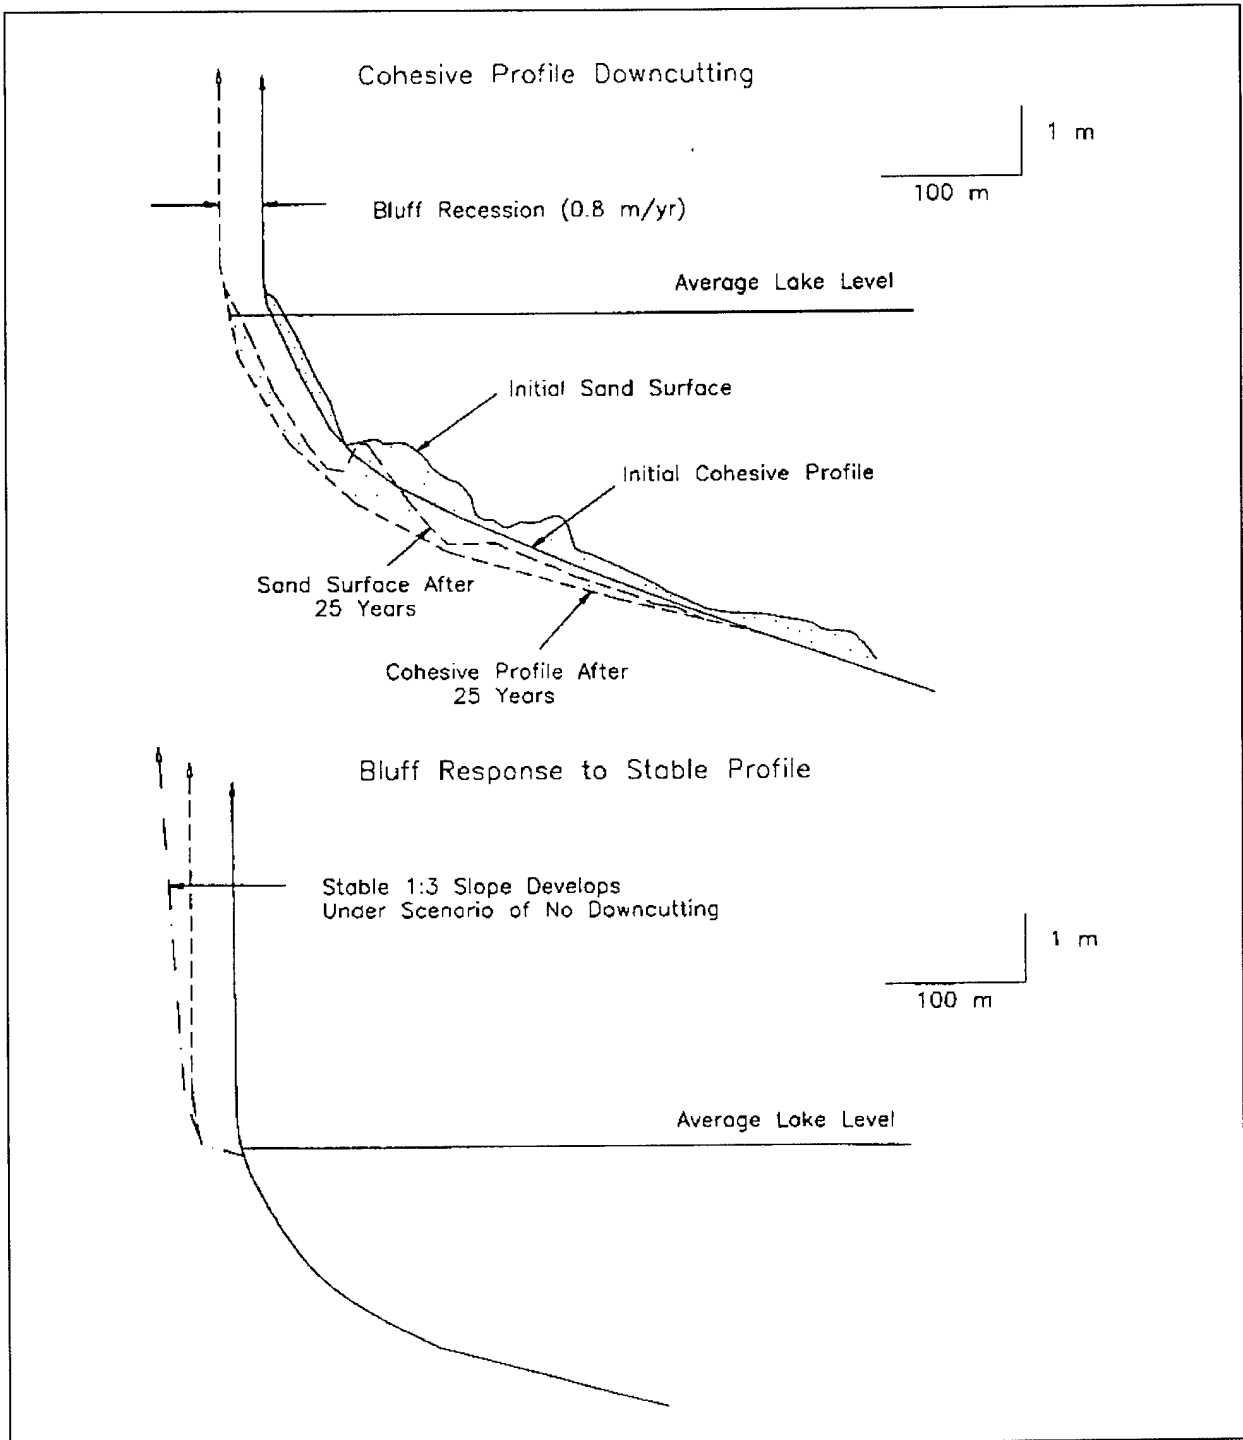 Cohesive Profile Downcutting
1 m
100 m
Bluff Recession (0.8 m/yr)
Average Lake Level
Initial Sand Surface
Initial Cohesive Profile
Sand Surface After
25 Years
Cohesive Profile After
25 Years
Bluff Response to Stable Profile
Stable 1:3 Slope Develops
Under Scenario of No Downcutting
1 m
100 m
Average Lake Level